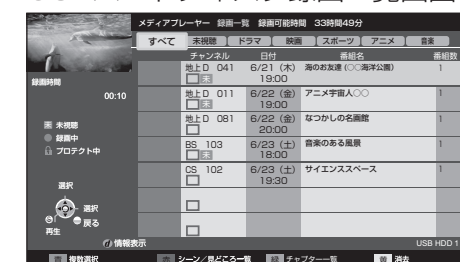 メディアプレーヤー 録画一覧 録画可能時間 33時間49分
すべて 未視聴 ドラマ 映画 スポーツ アニメ 音楽
チャンネル 日付 番組名 番組数
地上D 041 6/21 (木) 海のお友達(○○海洋公園) 1
未 19:00
地上D 011 6/22 (金) アニメ宇宙人○○ 1
未 19:00
地上D 081 6/22 (金) なつかしの名画館 1
20:00
BS 103 6/23 (土) 音楽のある風景 1
未 18:00
CS 102 6/23 (土) サイエンススペース 1
19:30
録画時間
00:10
未 未視聴
録画中
プロテクト中
選択
選択
戻る
再生
情報表示 USB HDD 1
青 複数選択 赤 シーン/見どころ一覧 緑 チャプター一覧 黄 消去